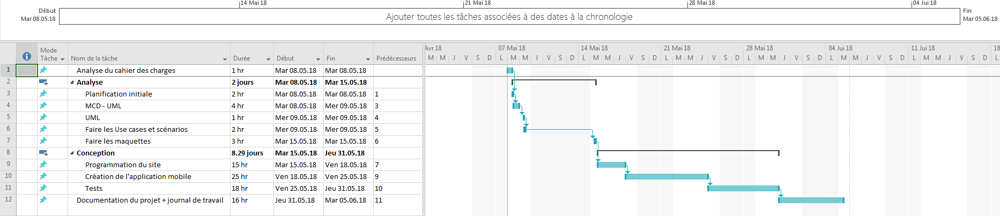 14 Mai 18 21 Mai 18 28 Mai 18 04 Jui 18
Début
Mar 08.05.18
Ajouter toutes les tâches associées à des dates à la chronologie
Fin
Mar 05.06.18
Mode Tâche Nom de la tâche Durée Début Fin Prédécesseurs
Avr 18 07 Mai 18 14 Mai 18 21 Mai 18 28 Mai 18 04 Jui 18 11 Jui 18 18
M M J V S D L M M J V S D L M M J V S D L M M J V S D L M M J V S D L M M J V S D L M M J V S D L
1 Analyse du cahier des charges 1 hr Mar 08.05.18 Mar 08.05.18
2 Analyse 2 jours Mar 08.05.18 Mar 15.05.18
3 Planification initiale 2 hr Mar 08.05.18 Mar 08.05.18 1
4 MCD - UML 4 hr Mar 08.05.18 Mer 09.05.18 3
5 UML 1 hr Mer 09.05.18 Mer 09.05.18 4
6 Faire les Use cases et scénarios 2 hr Mer 09.05.18 Mer 09.05.18 5
7 Faire les maquettes 3 hr Mar 15.05.18 Mar 15.05.18 6
8 Conception 8.29 jours Mar 15.05.18 Jeu 31.05.18
9 Programmation du site 15 hr Mar 15.05.18 Ven 18.05.18 7
10 Création de l'application mobile 25 hr Ven 18.05.18 Ven 25.05.18 9
11 Tests 18 hr Ven 25.05.18 Jeu 31.05.18 10
12 Documentation du projet + journal de travail 16 hr Jeu 31.05.18 Mar 05.06.18 11